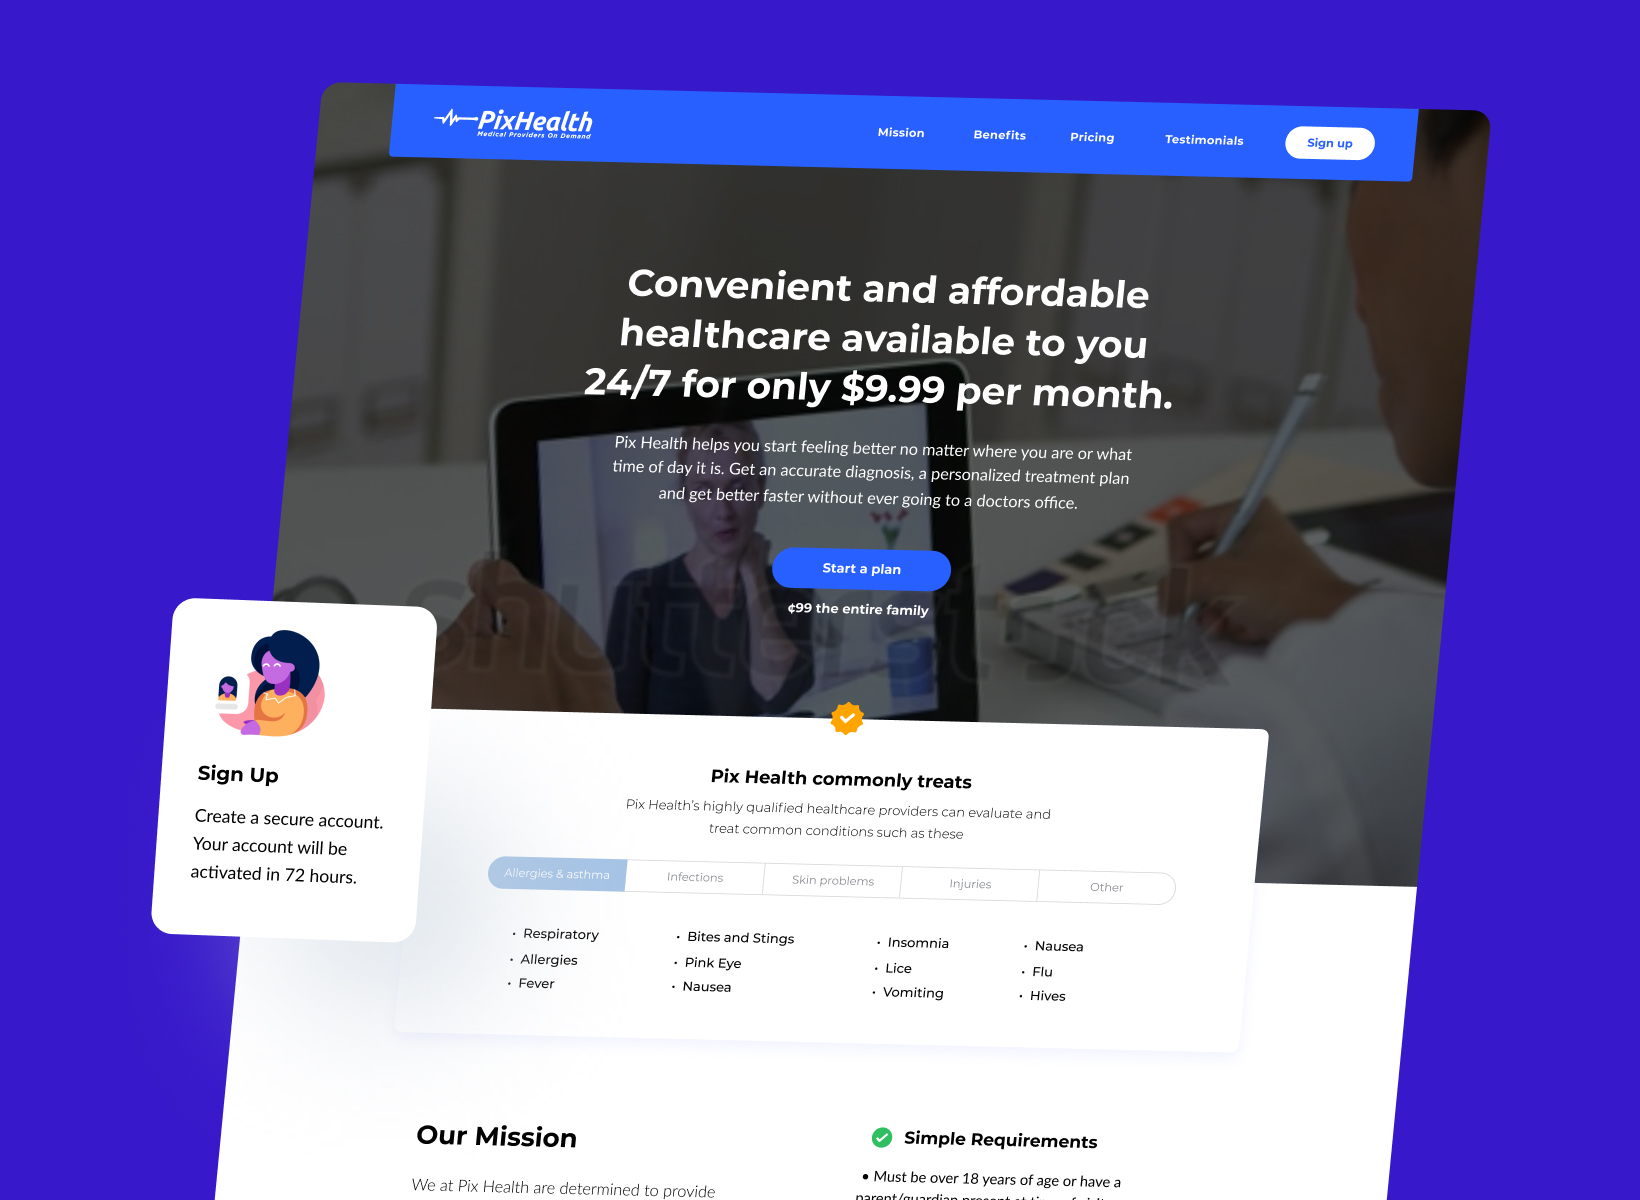 PixHealth
Medical Providers On Demand
Mission
Benefits
Pricing
Testimonials
Sign up
Convenient and affordable
healthcare available to you
24/7 for only $9.99 per month.
Pix Health helps you start feeling better no matter where you are or what
time of day it is. Get an accurate diagnosis, a personalized treatment plan
and get better faster without ever going to a doctors office.
Start a plan
¢99 the entire family
shutterstock
Sign Up
Create a secure account.
Your account will be
activated in 72 hours.
Pix Health commonly treats
Pix Health's highly qualified healthcare providers can evaluate and
treat common conditions such as these
Allergies & asthma
Infections
Skin problems
Injuries
Other
• Respiratory
• Allergies
• Fever
• Bites and Stings
• Pink Eye
• Nausea
• Insomnia
• Lice
• Vomiting
• Nausea
• Flu
• Hives
Our Mission
We at Pix Health are determined to provide
Simple Requirements
• Must be over 18 years of age or have a
parent/guardian present at time of